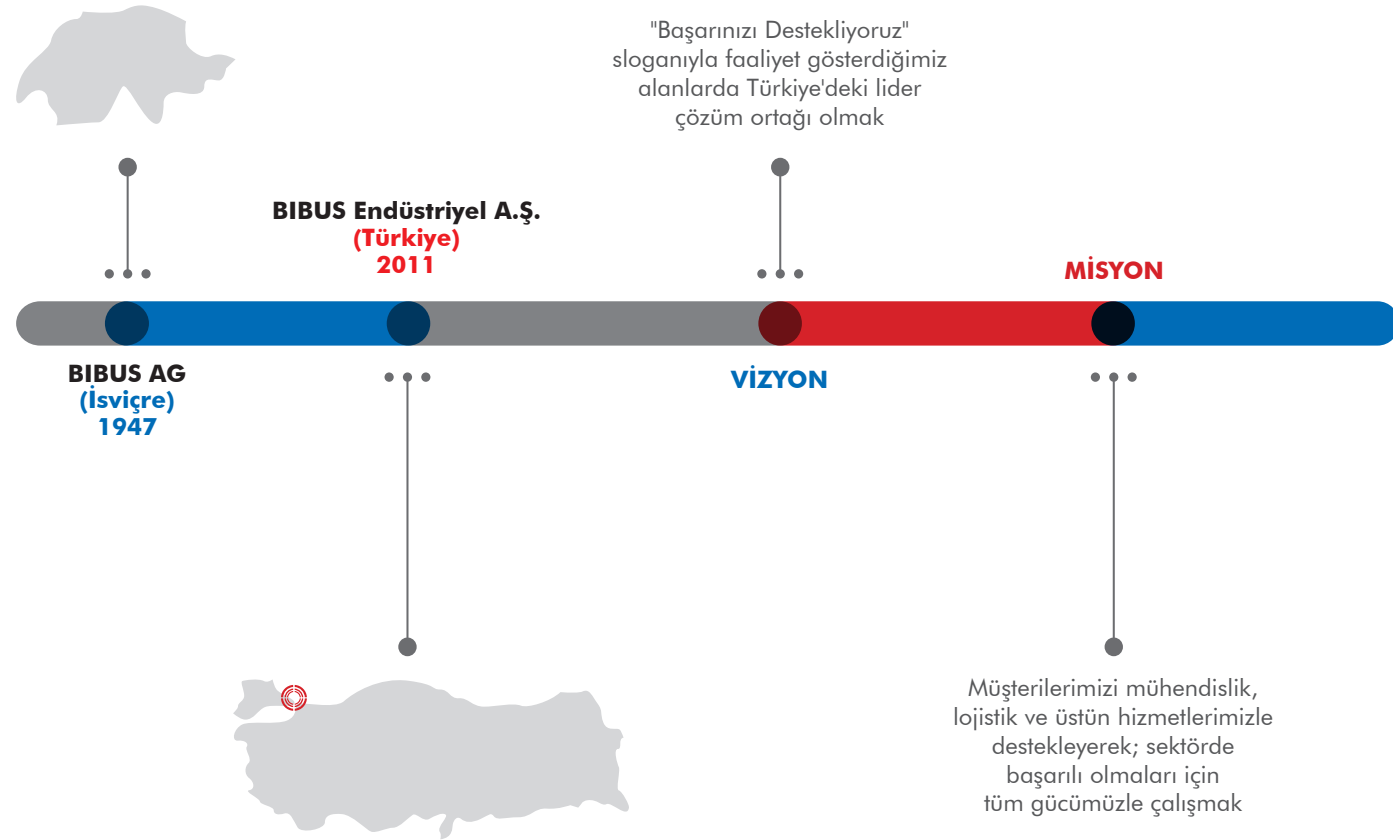 "Başarınızı Destekliyoruz"
sloganıyla faaliyet gösterdiğimiz
alanlarda Türkiye'deki lider
çözüm ortağı olmak
BIBUS Endüstriyel A.Ş.
(Türkiye)
2011
MİSYON
BIBUS AG
(İsviçre)
1947
VİZYON
Müşterilerimizi mühendislik,
lojistik ve üstün hizmetlerimizle
destekleyerek; sektörde
başarılı olmaları için
tüm gücümüzle çalışmak